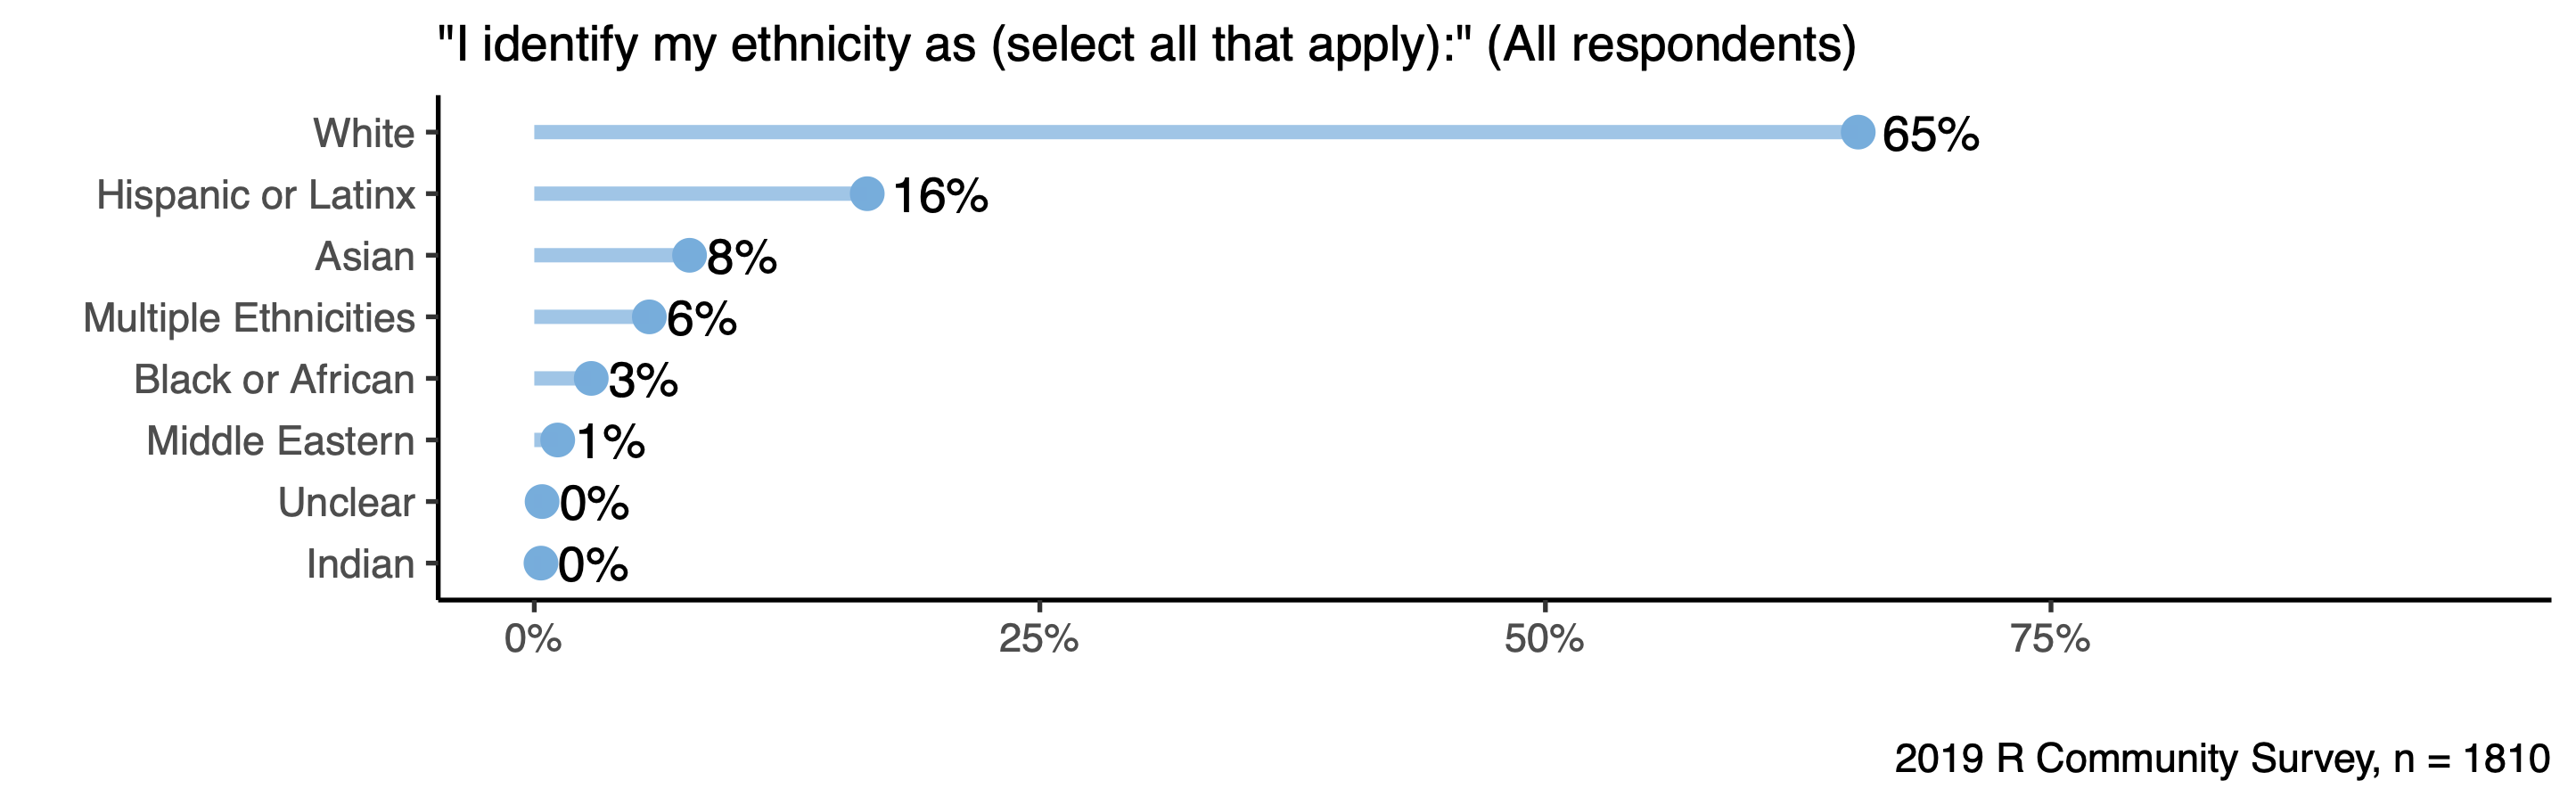 "I identify my ethnicity as (select all that apply):" (All respondents)
White 65%
Hispanic or Latinx 16%
Asian 8%
Multiple Ethnicities 6%
Black or African 3%
Middle Eastern 1%
Unclear 0%
Indian 0%
0% 25% 50% 75%
2019 R Community Survey, n = 1810